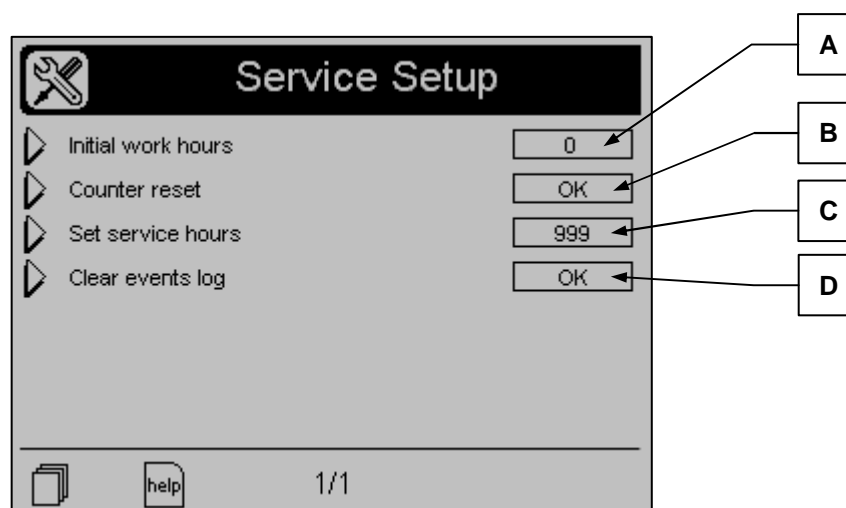 Service Setup
A
Initial work hours 0
B
Counter reset OK
C
Set service hours 999
D
Clear events log OK
help 1/1